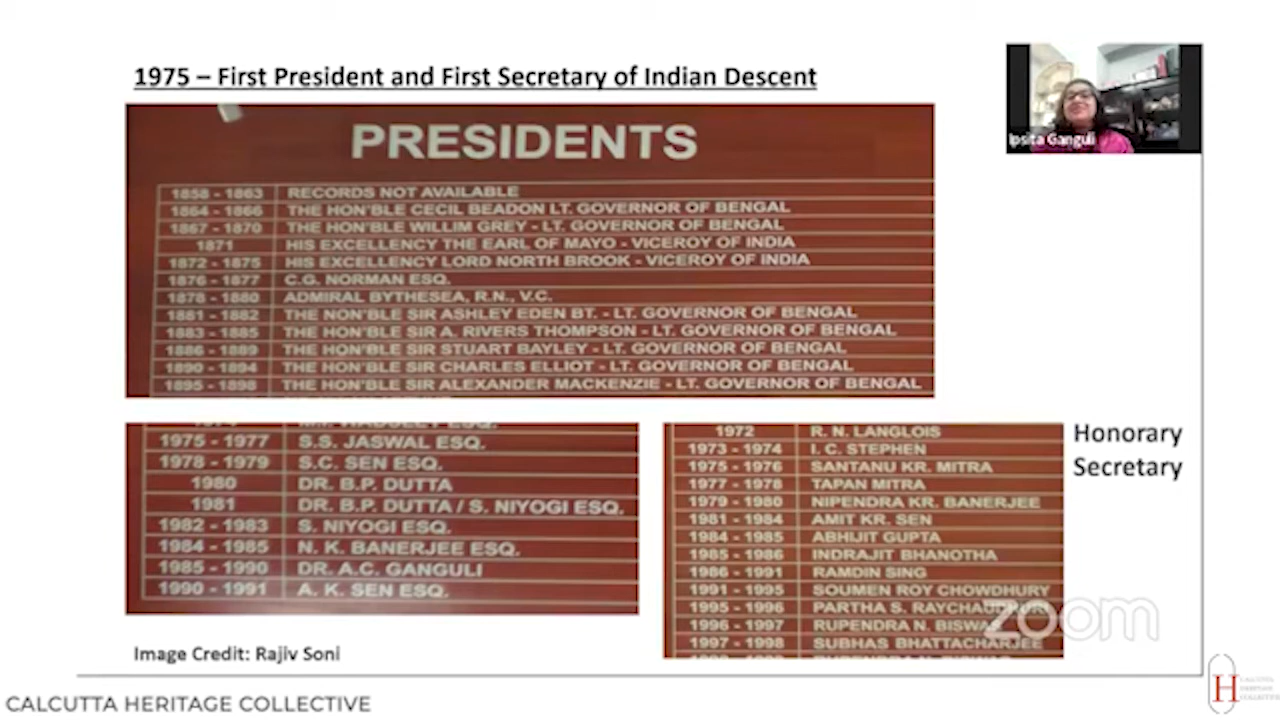 1975 – First President and First Secretary of Indian Descent
Ipsita Ganguli
PRESIDENTS
1858 - 1863 RECORDS NOT AVAILABLE
1864 - 1866 THE HON'BLE CECIL BEADON LT. GOVERNOR OF BENGAL
1867 - 1870 THE HON'BLE WILLIM GREY - LT. GOVERNOR OF BENGAL
1871 HIS EXCELLENCY THE EARL OF MAYO - VICEROY OF INDIA
1872 - 1875 HIS EXCELLENCY LORD NORTH BROOK - VICEROY OF INDIA
1876 - 1877 C.G. NORMAN ESQ.
1878 - 1880 ADMIRAL BYTHESEA, R.N., V.C.
1881 - 1882 THE NON'BLE SIR ASHLEY EDEN BT. - LT. GOVERNOR OF BENGAL
1883 - 1885 THE HON'BLE SIR A. RIVERS THOMPSON - LT. GOVERNOR OF BENGAL
1886 - 1889 THE HON'BLE SIR STUART BAYLEY - LT. GOVERNOR OF BENGAL
1890 - 1894 THE HON'BLE SIR CHARLES ELLIOT - LT. GOVERNOR OF BENGAL
1895 - 1898 THE HON'BLE SIR ALEXANDER MACKENZIE - LT. GOVERNOR OF BENGAL
1975 - 1977 S.S. JASWAL ESQ.
1978 - 1979 S.C. SEN ESQ.
1980 DR. B.P. DUTTA
1981 DR. B.P. DUTTA / S. NIYOGI ESQ.
1982 - 1983 S. NIYOGI ESQ.
1984 - 1985 N. K. BANERJEE ESQ.
1985 - 1990 DR. A.C. GANGULI
1990 - 1991 A. K. SEN ESQ.
1972 R. N. LANGLOIS
1973 - 1974 I. C. STEPHEN
1975 - 1976 SANTANU KR. MITRA
1977 - 1978 TAPAN MITRA
1979 - 1980 NIPENDRA KR. BANERJEE
1981 - 1984 AMIT KR. SEN
1984 - 1985 ABHIJIT GUPTA
1985 - 1986 INDRAJIT BHANOTHA
1986 - 1991 RAMDIN SING
1991 - 1995 SOUMEN ROY CHOWDHURY
1995 - 1996 PARTHA S.
1996 - 1997 RUPENDRA N.
1997 - 1998 SUBHAS BHATTACHARJEE
Honorary
Secretary
zoom
Image Credit: Rajiv Soni
CALCUTTA HERITAGE COLLECTIVE
H
CALCUTTA
HERITAGE
COLLECTIVE